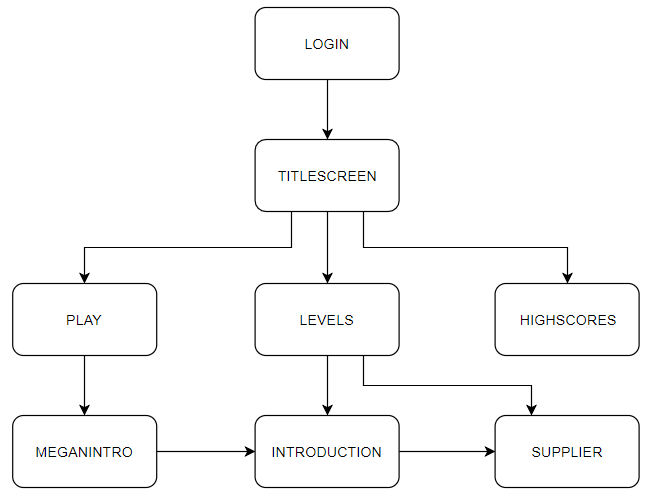 LOGIN
TITLESCREEN
PLAY
LEVELS
HIGHSCORES
MEGANINTRO
INTRODUCTION
SUPPLIER